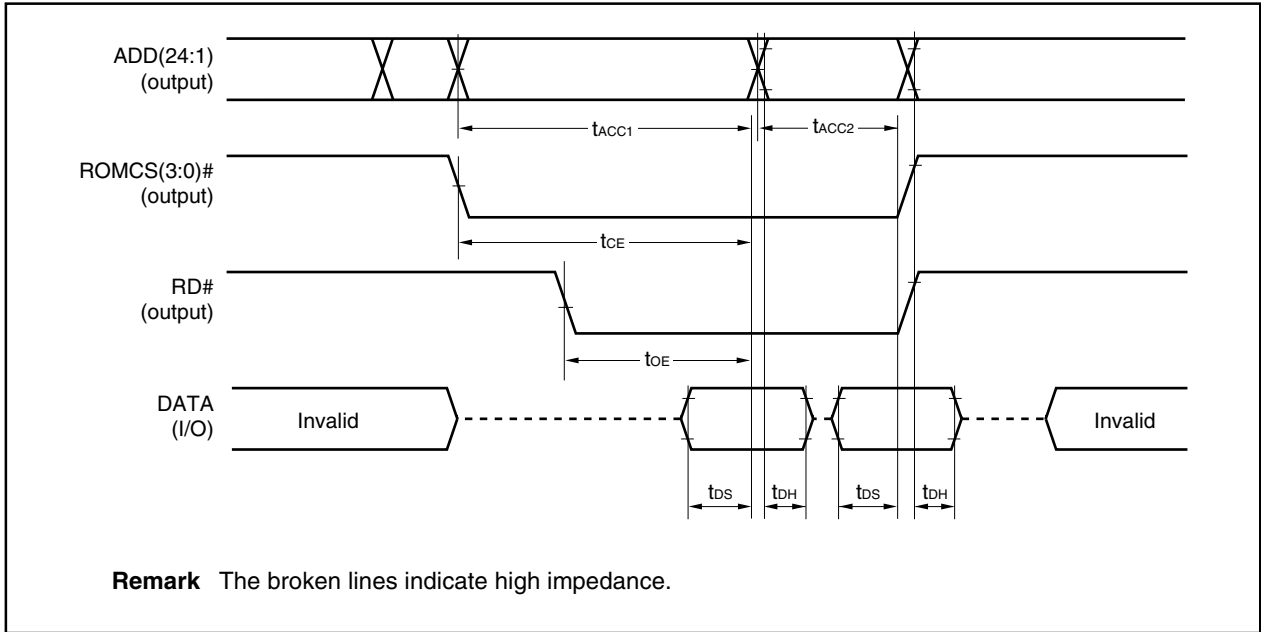 ADD(24:1)
(output)
tACC1
tACC2
ROMCS(3:0)#
(output)
tCE
RD#
(output)
tOE
DATA
(I/O)
Invalid
Invalid
tDS
tDH
tDS
tDH
Remark The broken lines indicate high impedance.